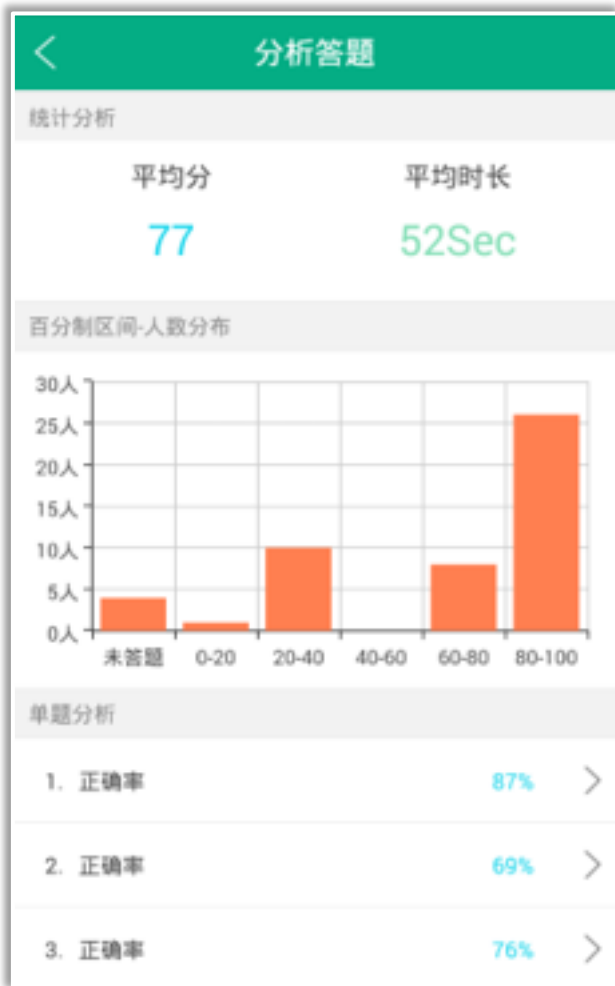 分析答题
统计分析
平均分 平均时长
77 52Sec
百分制区间-人数分布
30人
25人
20人
15人
10人
5人
0人
未答题 0-20 20-40 40-60 60-80 80-100
单题分析
1. 正确率 87%
2. 正确率 69%
3. 正确率 76%